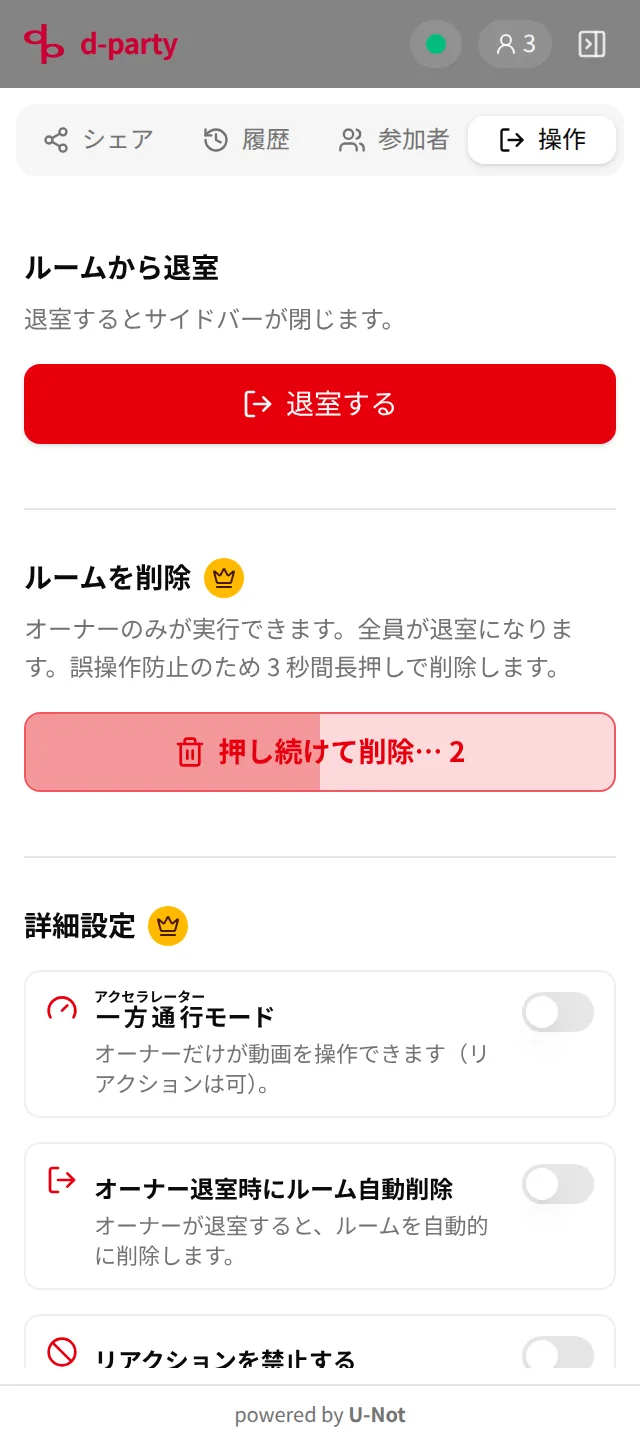 d-party
3
シェア 履歴 参加者 操作
ルームから退室
退室するとサイドバーが閉じます。
退室する
ルームを削除
オーナーのみが実行できます。全員が退室になりま
す。誤操作防止のため 3 秒間長押しで削除します。
押し続けて削除… 2
詳細設定
アクセラレーター
一方通行モード
オーナーだけが動画を操作できます（リ
アクションは可）。
オーナー退室時にルーム自動削除
オーナーが退室すると、ルームを自動的
に削除します。
リアクションを禁止する
powered by U-Not